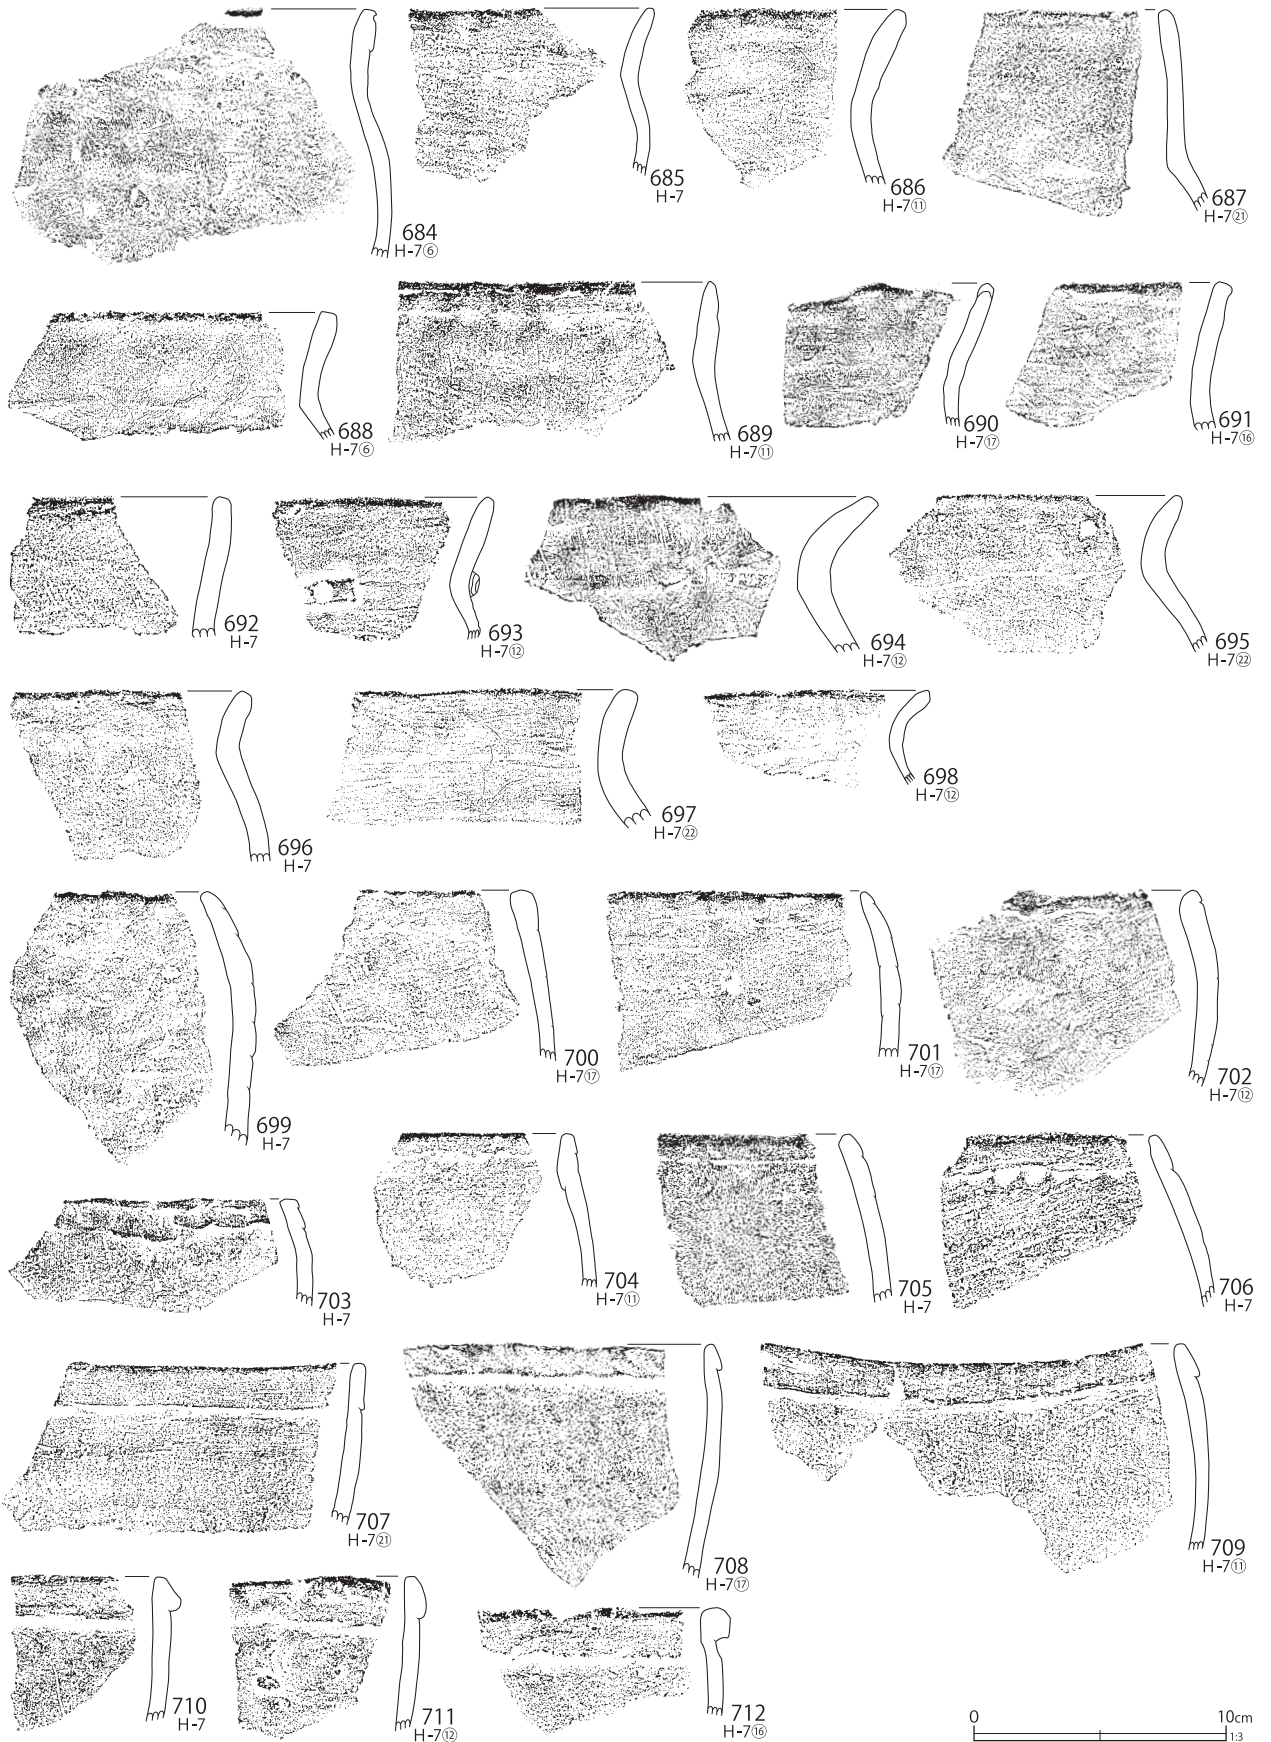 684
H-7⑥
685
H-7
686
H-7⑪
687
H-7㉑
688
H-7⑥
689
H-7⑪
690
H-7⑰
691
H-7⑯
692
H-7
693
H-7⑫
694
H-7⑫
695
H-7㉒
696
H-7
697
H-7㉒
698
H-7⑫
699
H-7
700
H-7⑰
701
H-7⑰
702
H-7⑫
703
H-7
704
H-7⑪
705
H-7
706
H-7
707
H-7㉑
708
H-7⑰
709
H-7⑪
710
H-7
711
H-7⑫
712
H-7⑯
0 10cm
1:3